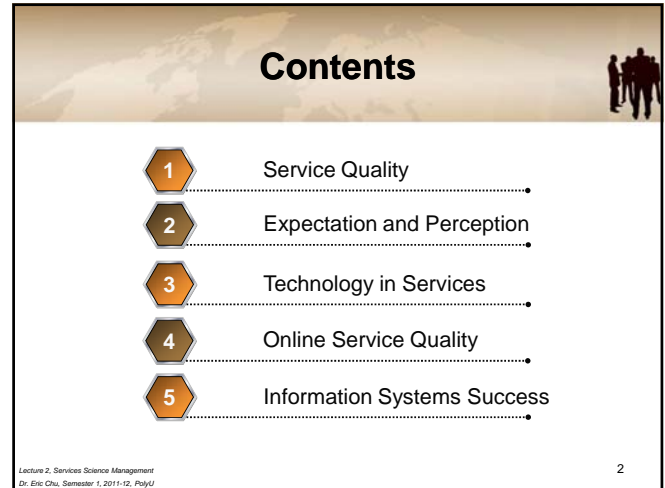 Contents
1 Service Quality
2 Expectation and Perception
3 Technology in Services
4 Online Service Quality
5 Information Systems Success
Lecture 2, Services Science Management
Dr. Eric Chu, Semester 1, 2011-12, PolyU
2